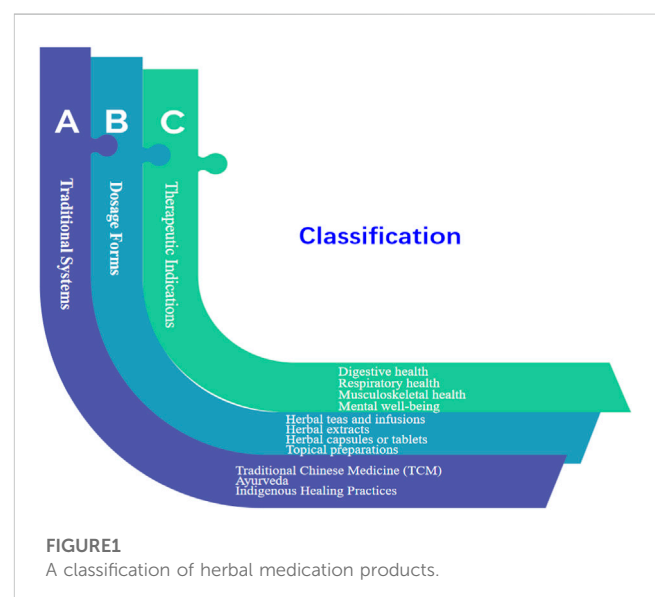 A
B
C
Traditional Systems
Dosage Forms
Therapeutic Indications
Classification
Digestive health
Respiratory health
Musculoskeletal health
Mental well-being
Herbal teas and infusions
Herbal extracts
Herbal capsules or tablets
Topical preparations
Traditional Chinese Medicine (TCM)
Ayurveda
Indigenous Healing Practices
FIGURE1
A classification of herbal medication products.